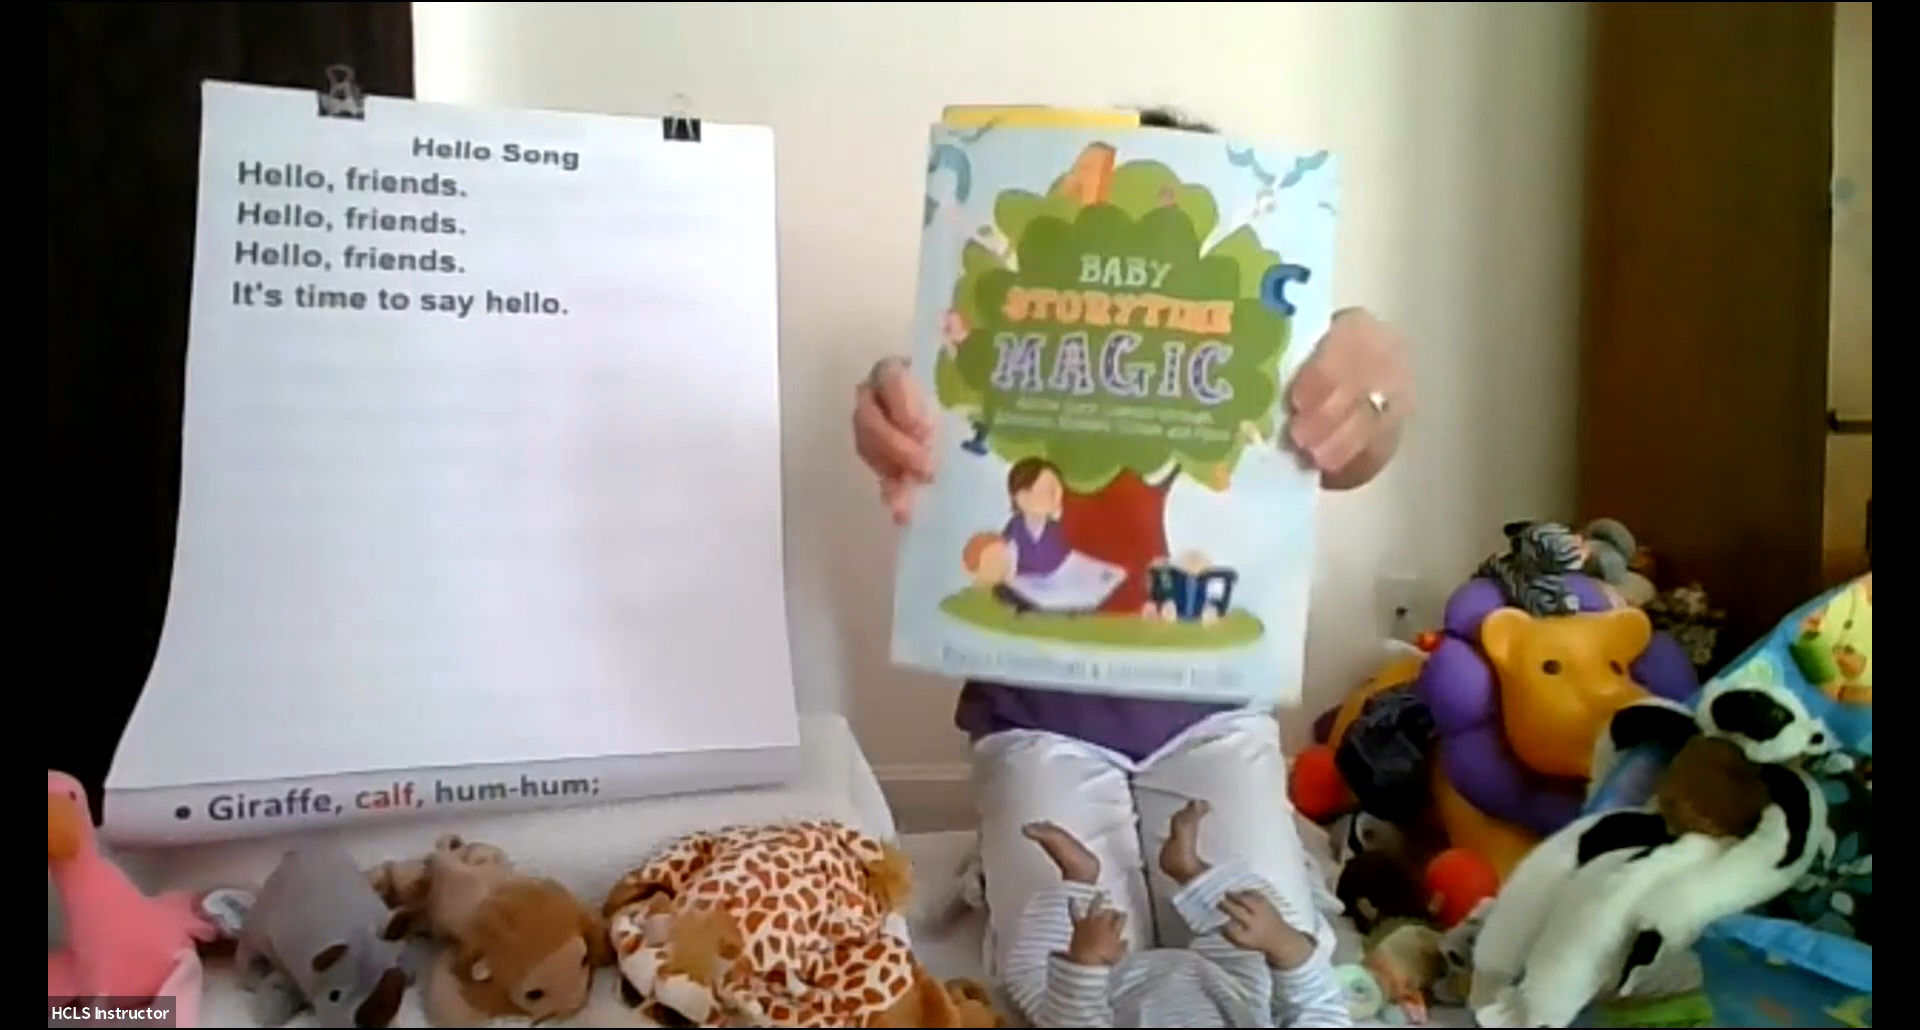 Hello Song
Hello, friends.
Hello, friends.
Hello, friends.
It's time to say hello.
• Giraffe, calf, hum-hum;
BABY
STORYTIME
MAGIC
HCLS Instructor